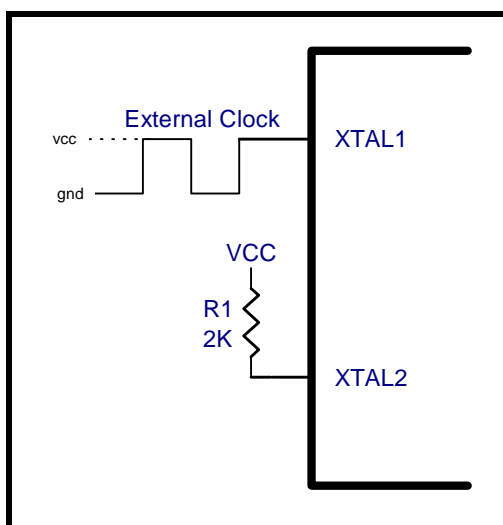 External Clock
vcc
XTAL1
gnd
VCC
R1
2K
XTAL2